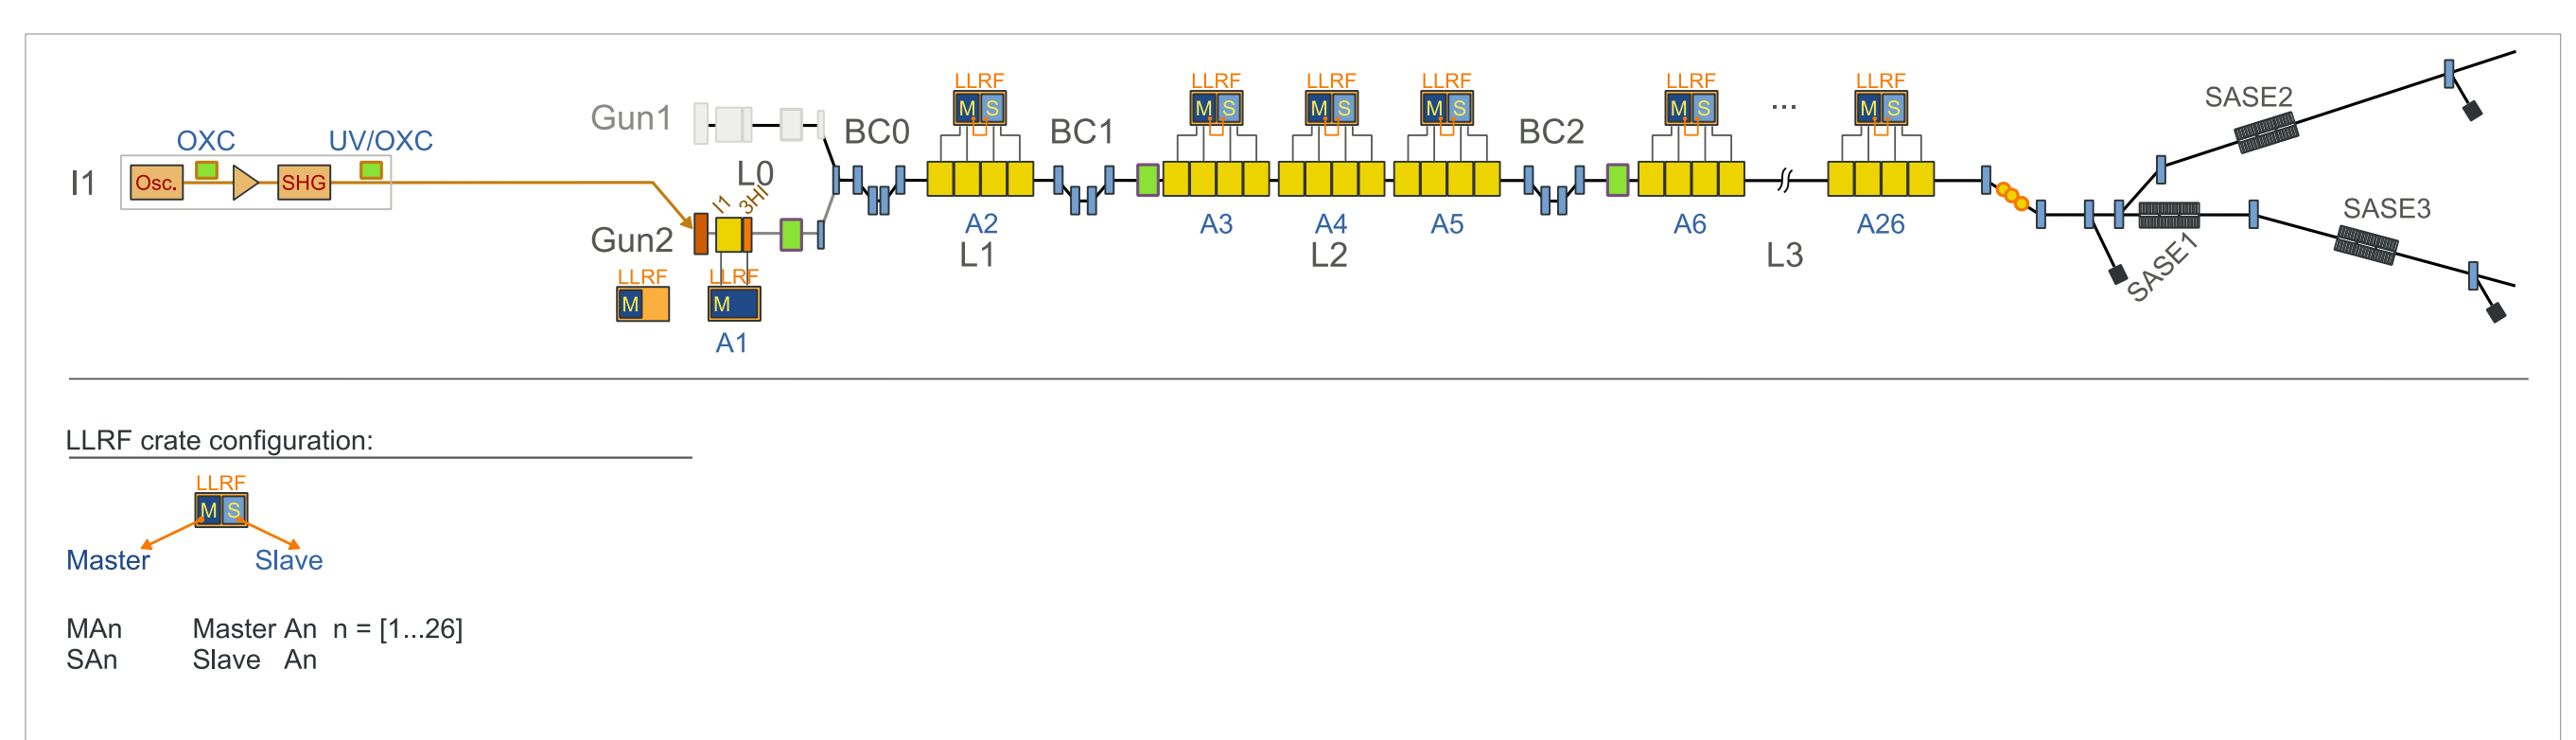 LLRF LLRF LLRF LLRF LLRF ... LLRF
M S M S M S M S M S M S
SASE2
Gun1 BC0 BC1 BC2
OXC UV/OXC
I1 Osc. SHG L0
I1 3HI
SASE3
Gun2 A2 A3 A4 A5 A6 A26
L1 L2 L3
SASE1
LLRF LLRF
M M
A1
LLRF crate configuration:
LLRF
M S
Master Slave
MAn Master An n = [1...26]
SAn Slave An